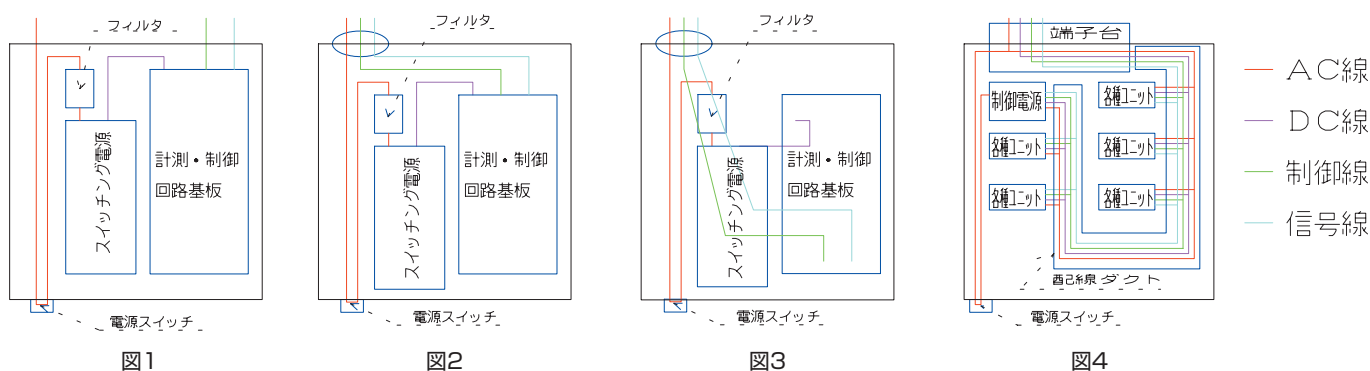 フィルタ
スイッチング電源
計測・制御
回路基板
電源スイッチ
図1
フィルタ
スイッチング電源
計測・制御
回路基板
電源スイッチ
図2
フィルタ
スイッチング電源
計測・制御
回路基板
電源スイッチ
図3
端子台
制御電源
各種ユニット
各種ユニット
各種ユニット
各種ユニット
各種ユニット
配線ダクト
電源スイッチ
図4
AC線
DC線
制御線
信号線